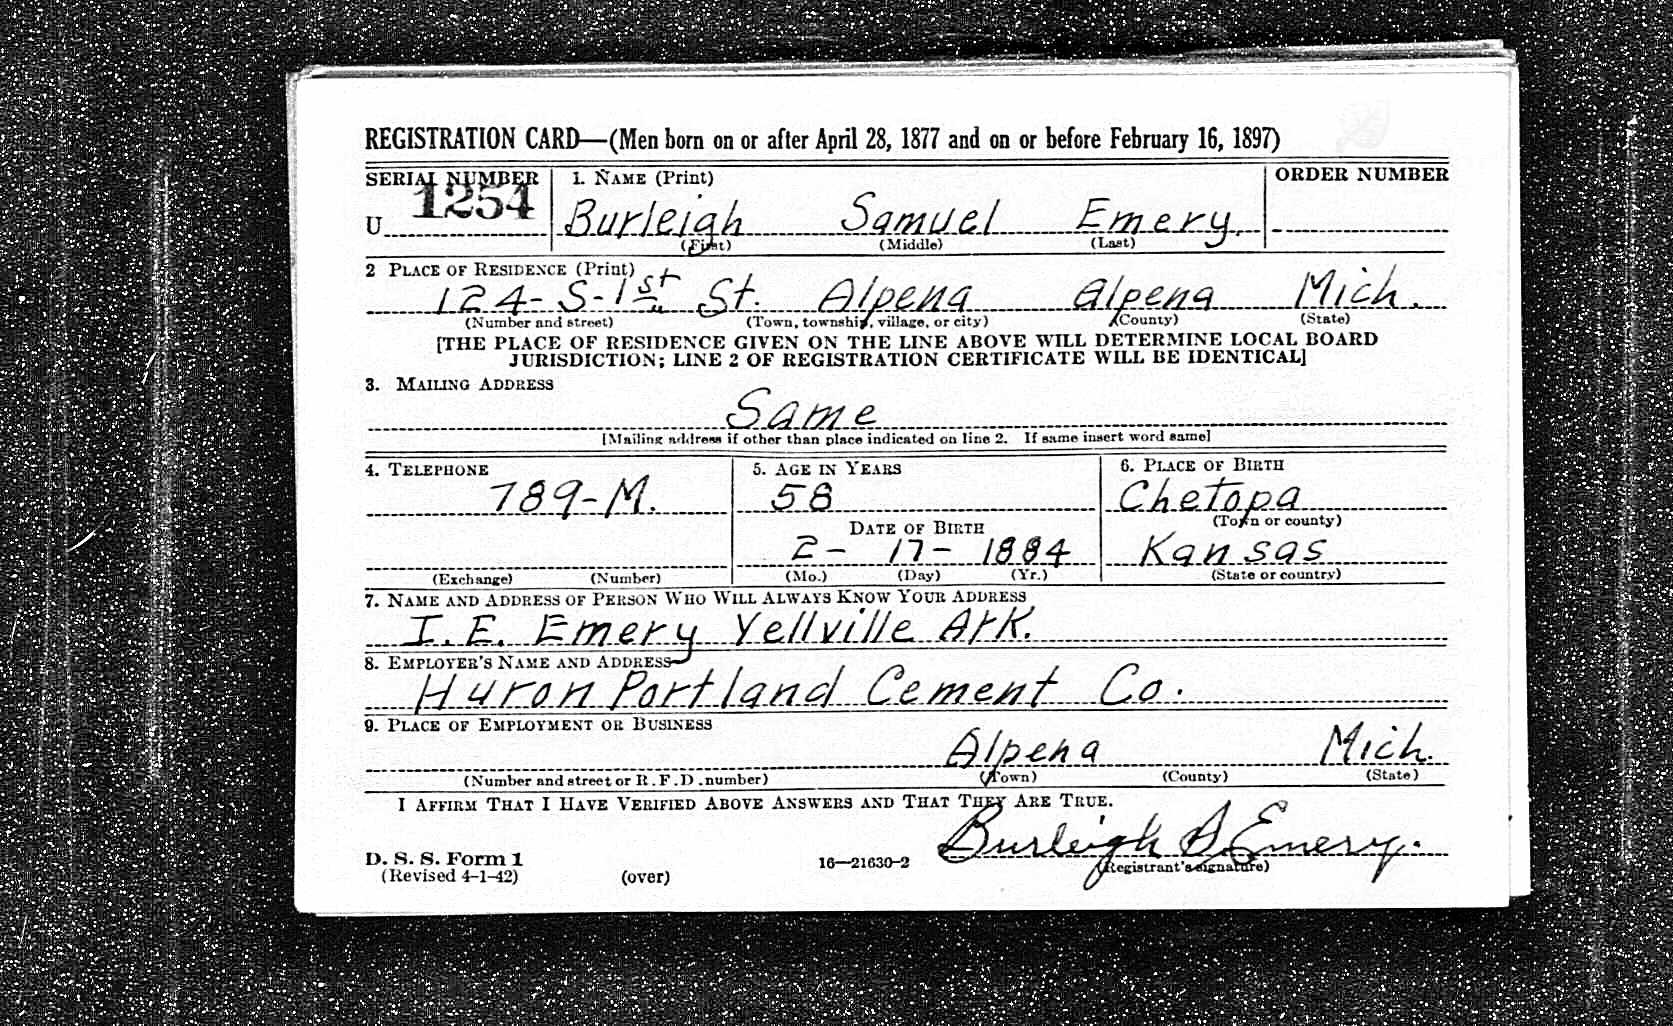 REGISTRATION CARD—(Men born on or after April 28, 1877 and on or before February 16, 1897)
SERIAL NUMBER 1. NAME (Print) ORDER NUMBER
U 1254 Burleigh Samuel Emery.
(First) (Middle) (Last)
2 PLACE OF RESIDENCE (Print)
124-S-1st St. Alpena Alpena Mich.
(Number and street) (Town, township, village, or city) (County) (State)
[THE PLACE OF RESIDENCE GIVEN ON THE LINE ABOVE WILL DETERMINE LOCAL BOARD
JURISDICTION; LINE 2 OF REGISTRATION CERTIFICATE WILL BE IDENTICAL]
3. MAILING ADDRESS
Same
[Mailing address if other than place indicated on line 2. If same insert word same]
4. TELEPHONE 5. AGE IN YEARS 6. PLACE OF BIRTH
789-M. 58 Chetopa
DATE OF BIRTH (Town or county)
2- 17- 1884 Kansas
(Exchange) (Number) (Mo.) (Day) (Yr.) (State or country)
7. NAME AND ADDRESS OF PERSON WHO WILL ALWAYS KNOW YOUR ADDRESS
I. E. Emery Yellville Ark.
8. EMPLOYER'S NAME AND ADDRESS
Huron Portland Cement Co.
9. PLACE OF EMPLOYMENT OR BUSINESS
Alpena Mich.
(Number and street or R.F.D. number) (Town) (County) (State)
I AFFIRM THAT I HAVE VERIFIED ABOVE ANSWERS AND THAT THEY ARE TRUE.
Burleigh S. Emery.
D. S. S. Form 1 16—21630-2 (Registrant's signature)
(Revised 4-1-42) (over)